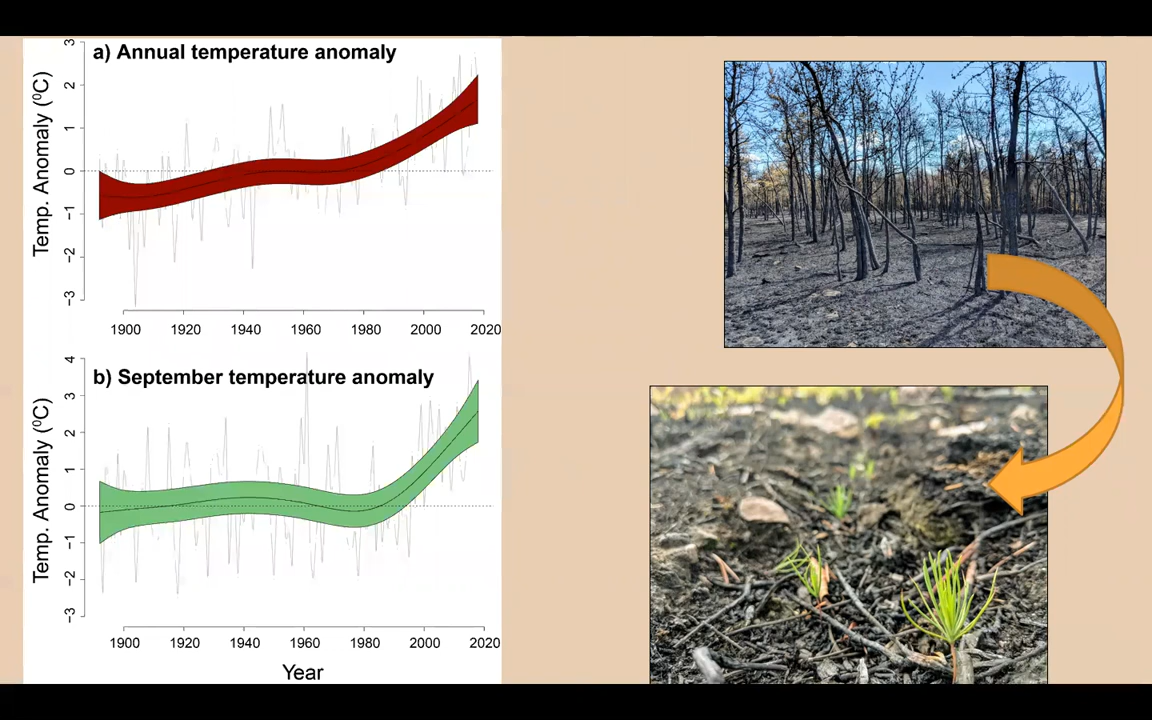 a) Annual temperature anomaly
Temp. Anomaly (⁰C)
3
2
1
0
−1
−2
−3
1900 1920 1940 1960 1980 2000 2020
b) September temperature anomaly
Temp. Anomaly (⁰C)
4
3
2
1
0
−1
−2
−3
1900 1920 1940 1960 1980 2000 2020
Year